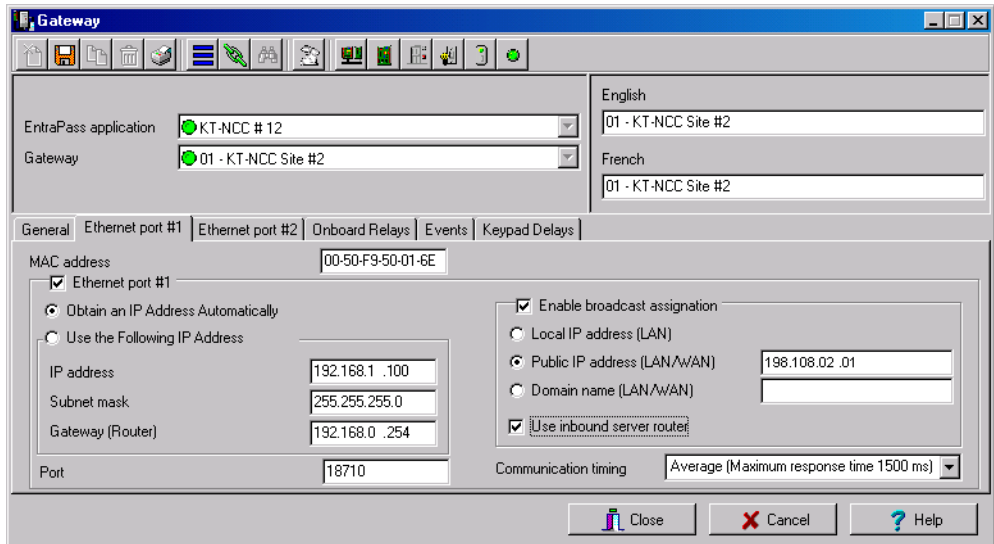 Gateway
English
EntraPass application KT-NCC # 12 01 - KT-NCC Site #2
Gateway 01 - KT-NCC Site #2 French
01 - KT-NCC Site #2
General Ethernet port #1 Ethernet port #2 Onboard Relays Events Keypad Delays
MAC address 00-50-F9-50-01-6E
Ethernet port #1
Obtain an IP Address Automatically Enable broadcast assignation
Use the Following IP Address Local IP address (LAN)
IP address 192.168.1 .100 Public IP address (LAN/WAN) 198.108.02 .01
Subnet mask 255.255.255.0 Domain name (LAN/WAN)
Gateway (Router) 192.168.0 .254 Use inbound server router
Port 18710 Communication timing Average (Maximum response time 1500 ms)
Close Cancel Help